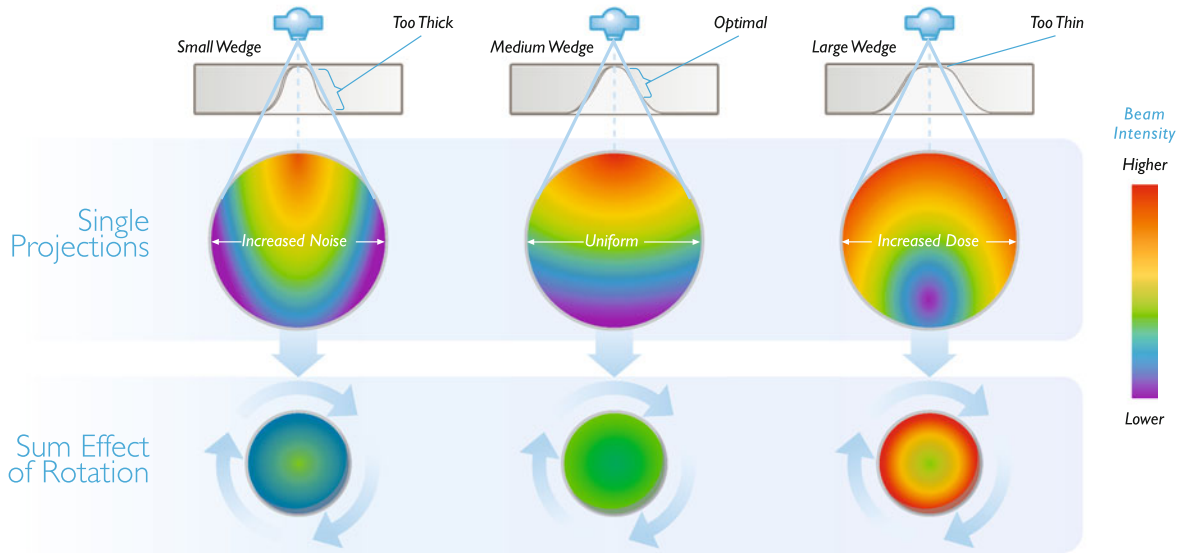 Too Thick
Optimal
Too Thin
Small Wedge
Medium Wedge
Large Wedge
Beam
Intensity
Higher
Single
Projections
Increased Noise
Uniform
Increased Dose
Lower
Sum Effect
of Rotation